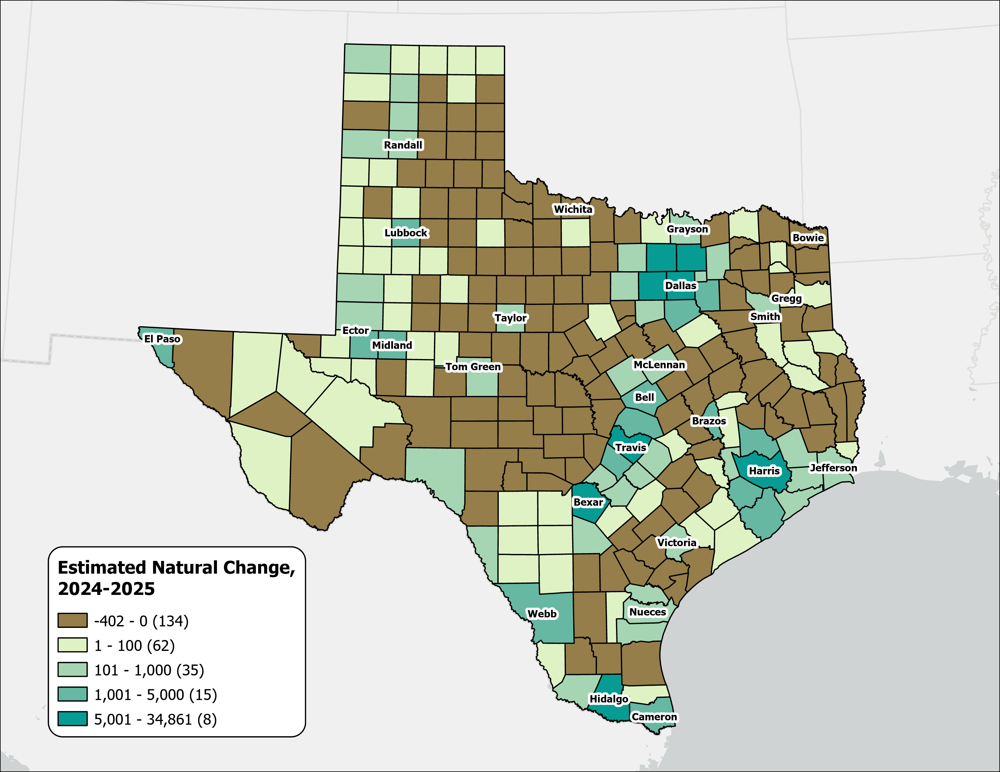 Randall
Wichita
Grayson
Lubbock
Bowie
Dallas
Gregg
Taylor
Smith
Ector
El Paso
Midland
Tom Green
McLennan
Bell
Brazos
Travis
Harris
Jefferson
Bexar
Victoria
Nueces
Webb
Hidalgo
Cameron
Estimated Natural Change,
2024-2025
-402 - 0 (134)
1 - 100 (62)
101 - 1,000 (35)
1,001 - 5,000 (15)
5,001 - 34,861 (8)